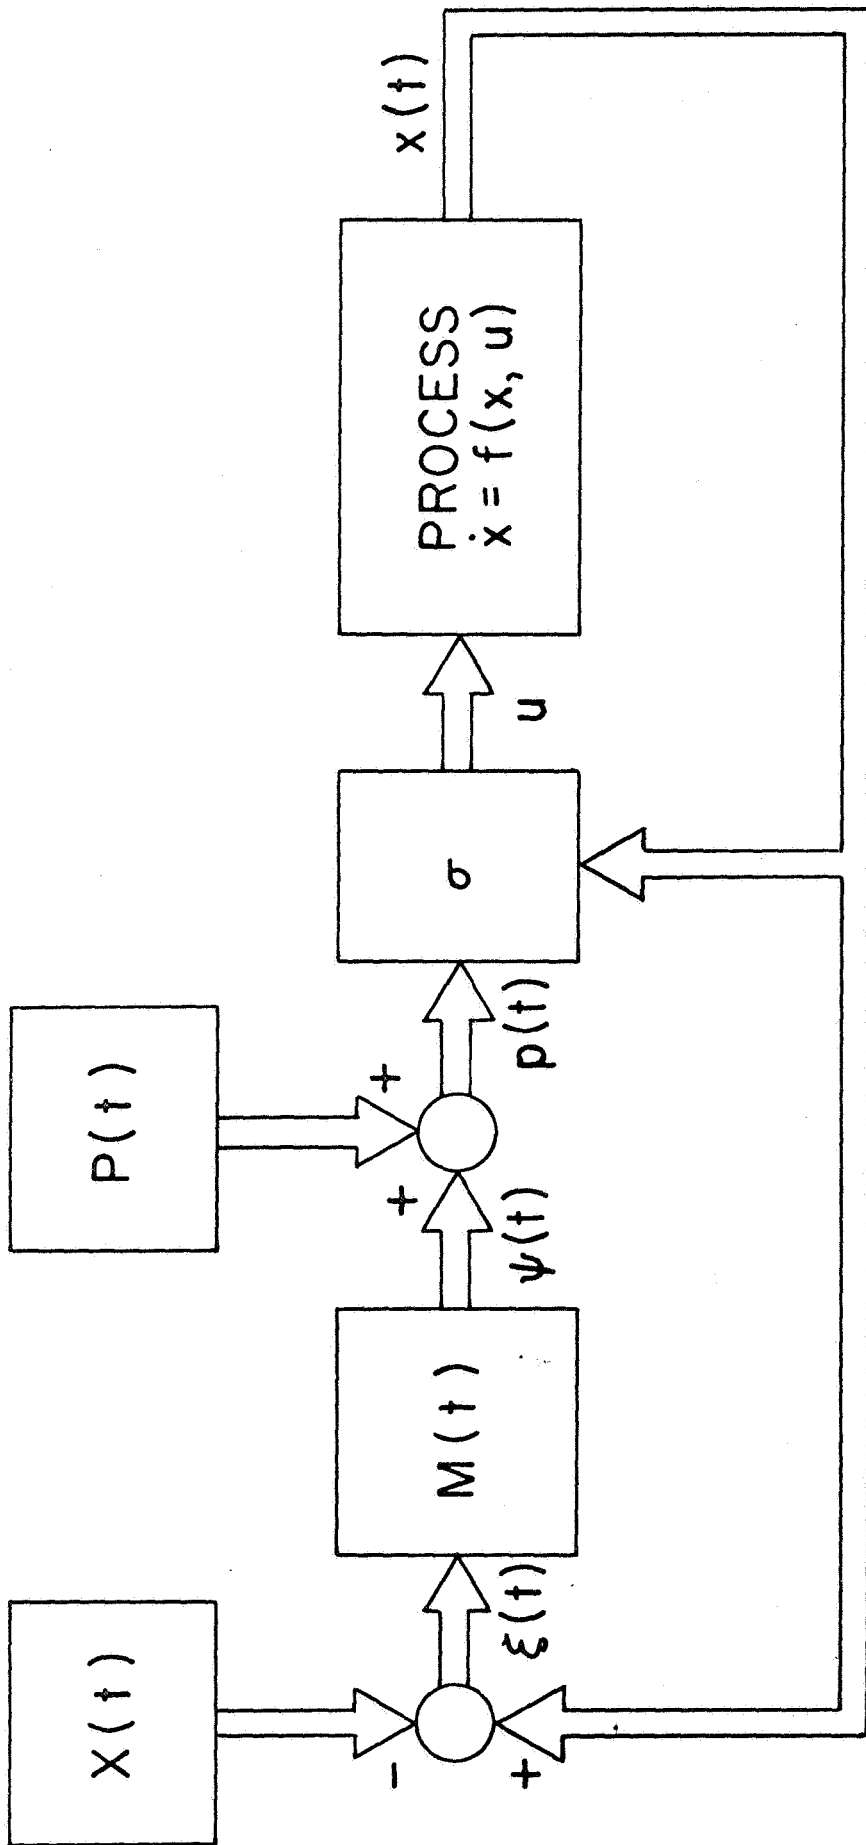 X(t)
-
+
ξ(t)
M(t)
ψ(t)
+
P(t)
+
p(t)
σ
u
PROCESS
ẋ = f(x, u)
x(t)